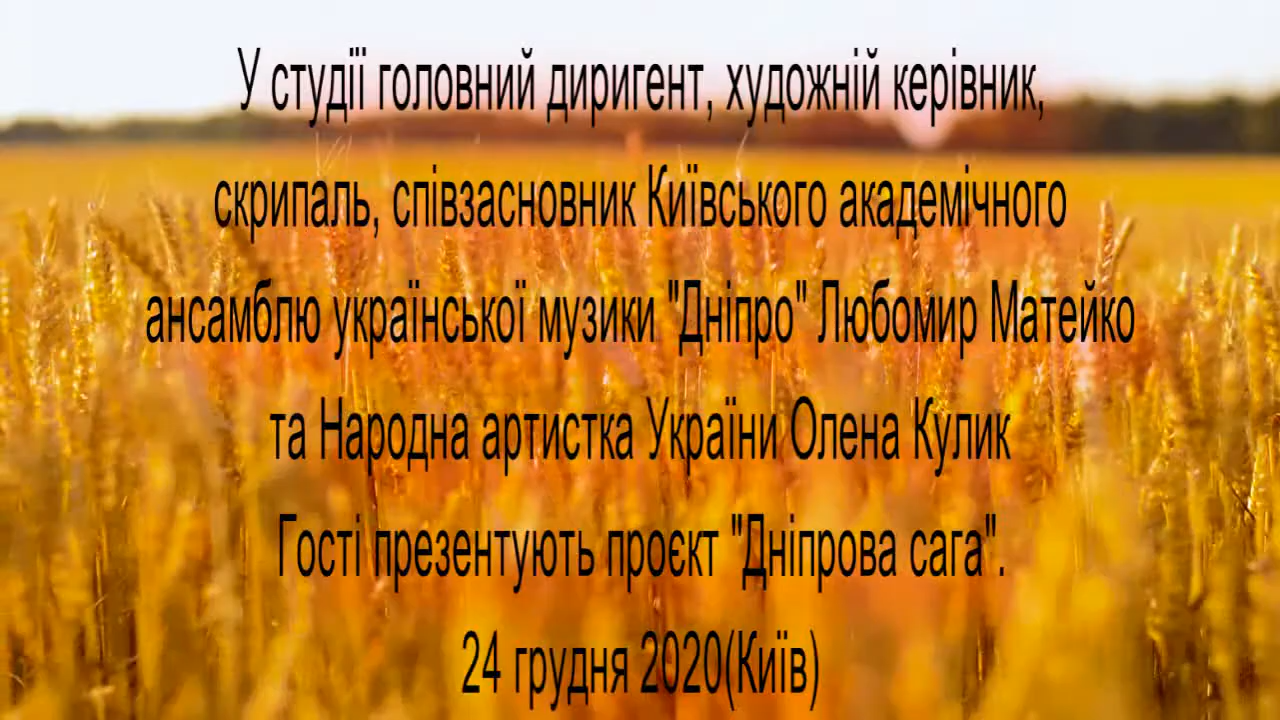 У студії головний диригент, художній керівник,
скрипаль, співзасновник Київського академічного
ансамблю української музики "Дніпро" Любомир Матейко
та Народна артистка України Олена Кулик
Гості презентують проєкт "Дніпрова сага".
24 грудня 2020(Київ)